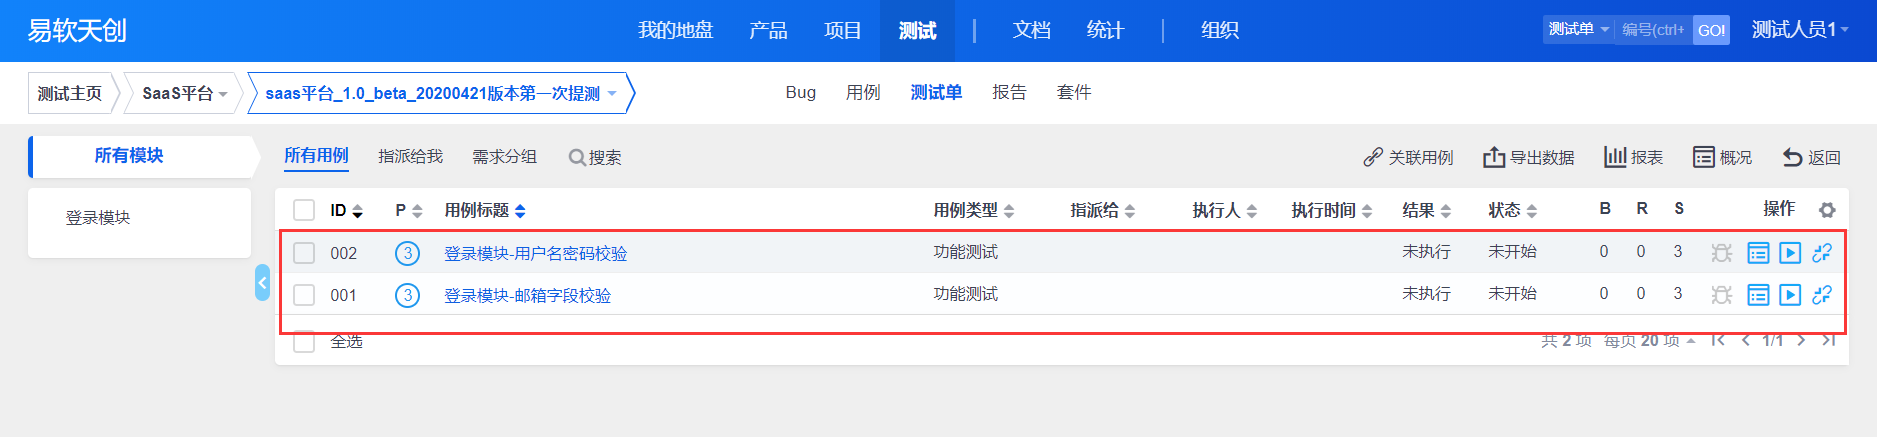 易软天创 我的地盘 产品 项目 测试 文档 统计 组织 测试单 编号(ctrl+ GO! 测试人员1
测试主页 SaaS平台 saas平台_1.0_beta_20200421版本第一次提测 Bug 用例 测试单 报告 套件
所有模块 所有用例 指派给我 需求分组 搜索 关联用例 导出数据 报表 概况 返回
登录模块
ID P 用例标题 用例类型 指派给 执行人 执行时间 结果 状态 B R S 操作
002 3 登录模块-用户名密码校验 功能测试 未执行 未开始 0 0 3
001 3 登录模块-邮箱字段校验 功能测试 未执行 未开始 0 0 3
全选 共 2 项 每页 20 项 1/1